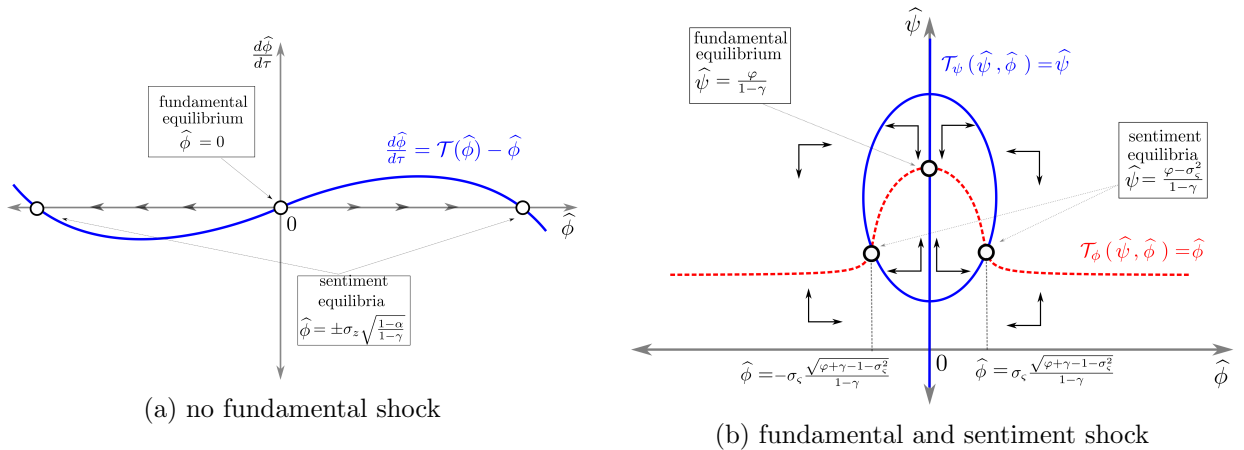 dφ̂/dτ
fundamental
equilibrium
φ̂ = 0
dφ̂/dτ = 𝒯(φ̂) − φ̂
0
φ̂
sentiment
equilibria
φ̂ = ±σ_z √((1−α)/(1−γ))
(a) no fundamental shock
ψ̂
fundamental
equilibrium
ψ̂ = φ/(1−γ)
𝒯_ψ(ψ̂, φ̂) = ψ̂
sentiment
equilibria
ψ̂ = (φ−σ_ς²)/(1−γ)
𝒯_φ(ψ̂, φ̂) = φ̂
φ̂ = −σ_ς √(φ+γ−1−σ_ς²)/(1−γ)
0
φ̂ = σ_ς √(φ+γ−1−σ_ς²)/(1−γ)
φ̂
(b) fundamental and sentiment shock